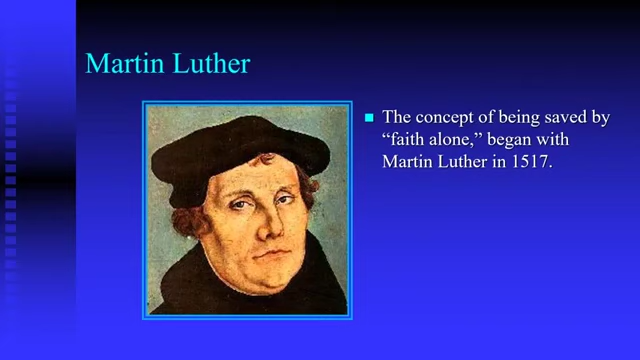 Martin Luther
The concept of being saved by
“faith alone,” began with
Martin Luther in 1517.